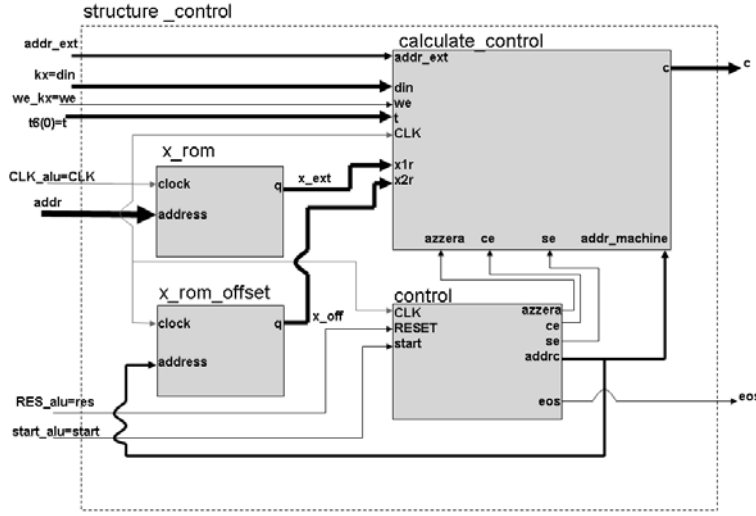 structure _control
addr_ext
kx=din
we_kx=we
t6(0)=t
CLK_alu=CLK
addr
RES_alu=res
start_alu=start
calculate_control
addr_ext
din
we
t
CLK
x1r
x2r
c
azzera
ce
se
addr_machine
c
x_rom
clock
address
q
x_ext
x_rom_offset
clock
address
q
x_off
control
CLK
RESET
start
azzera
ce
se
addrc
eos
eos